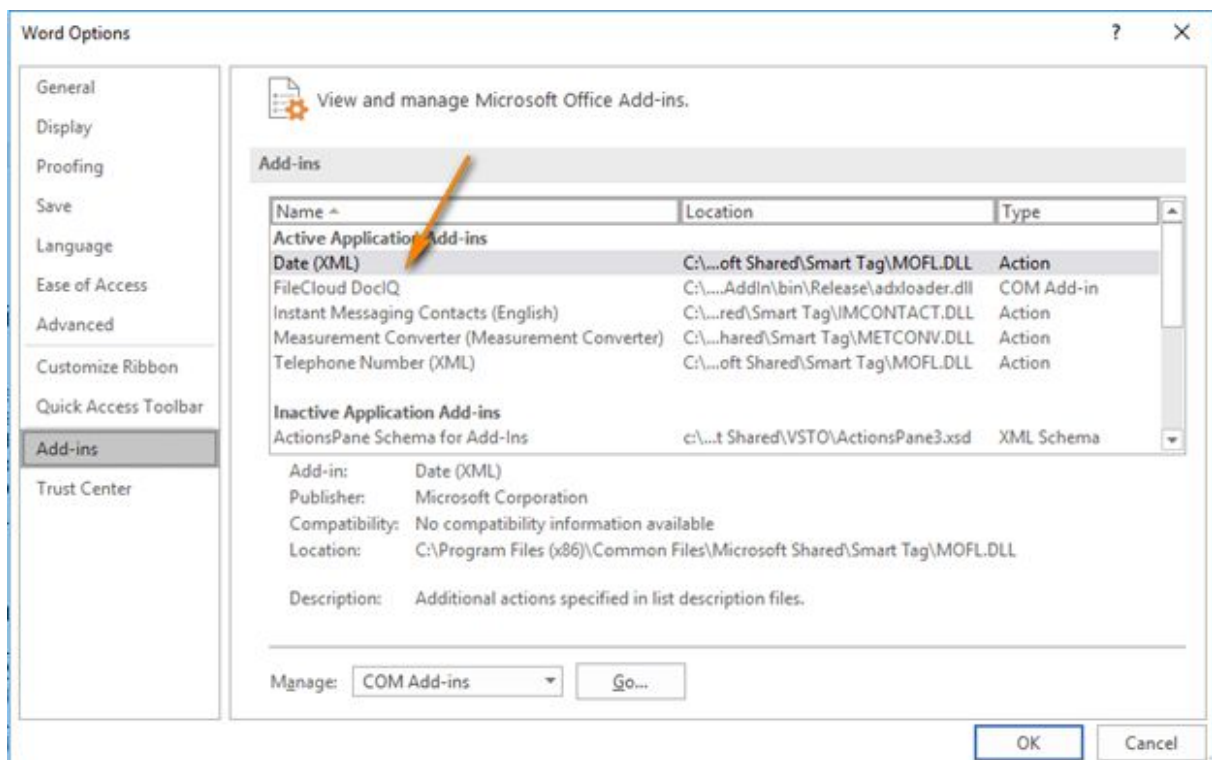 Word Options ?
General
Display
Proofing
Save
Language
Ease of Access
Advanced
Customize Ribbon
Quick Access Toolbar
Add-ins
Trust Center
View and manage Microsoft Office Add-ins.
Add-ins
Name Location Type
Active Application Add-ins
Date (XML) C:\...oft Shared\Smart Tag\MOFL.DLL Action
FileCloud DocIQ C:\....AddIn\bin\Release\adxloader.dll COM Add-in
Instant Messaging Contacts (English) C:\...red\Smart Tag\IMCONTACT.DLL Action
Measurement Converter (Measurement Converter) C:\...hared\Smart Tag\METCONV.DLL Action
Telephone Number (XML) C:\...oft Shared\Smart Tag\MOFL.DLL Action
Inactive Application Add-ins
ActionsPane Schema for Add-Ins c:\...t Shared\VSTO\ActionsPane3.xsd XML Schema
Add-in: Date (XML)
Publisher: Microsoft Corporation
Compatibility: No compatibility information available
Location: C:\Program Files (x86)\Common Files\Microsoft Shared\Smart Tag\MOFL.DLL
Description: Additional actions specified in list description files.
Manage: COM Add-ins Go...
OK Cancel